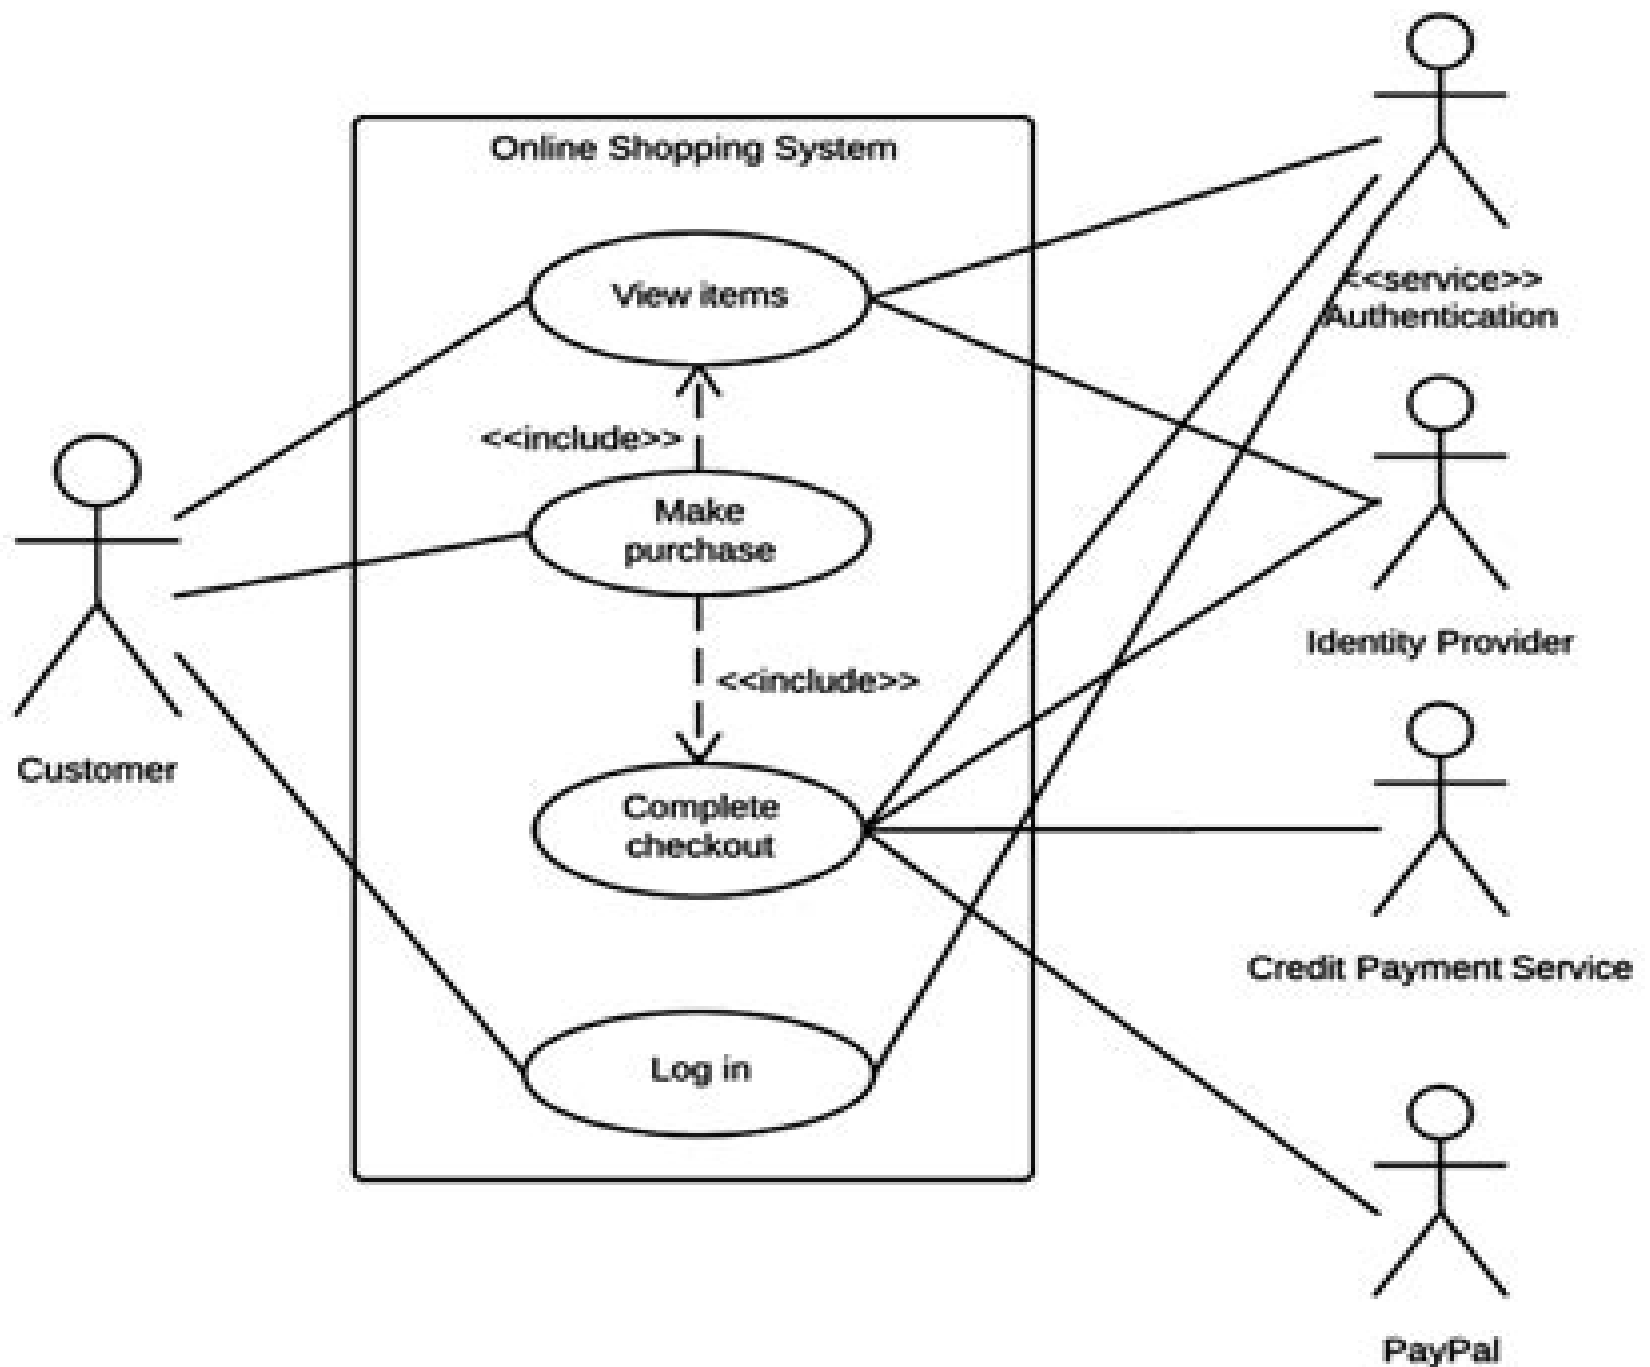 Online Shopping System
View items
<<include>>
Make
purchase
<<include>>
Complete
checkout
Log in
Customer
<<service>>
Authentication
Identity Provider
Credit Payment Service
PayPal